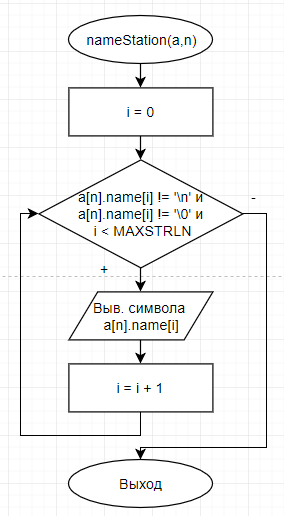 nameStation(a,n)
i = 0
a[n].name[i] != '\n' и
a[n].name[i] != '\0' и
i < MAXSTRLN
-
+
Выв. символа
a[n].name[i]
i = i + 1
Выход